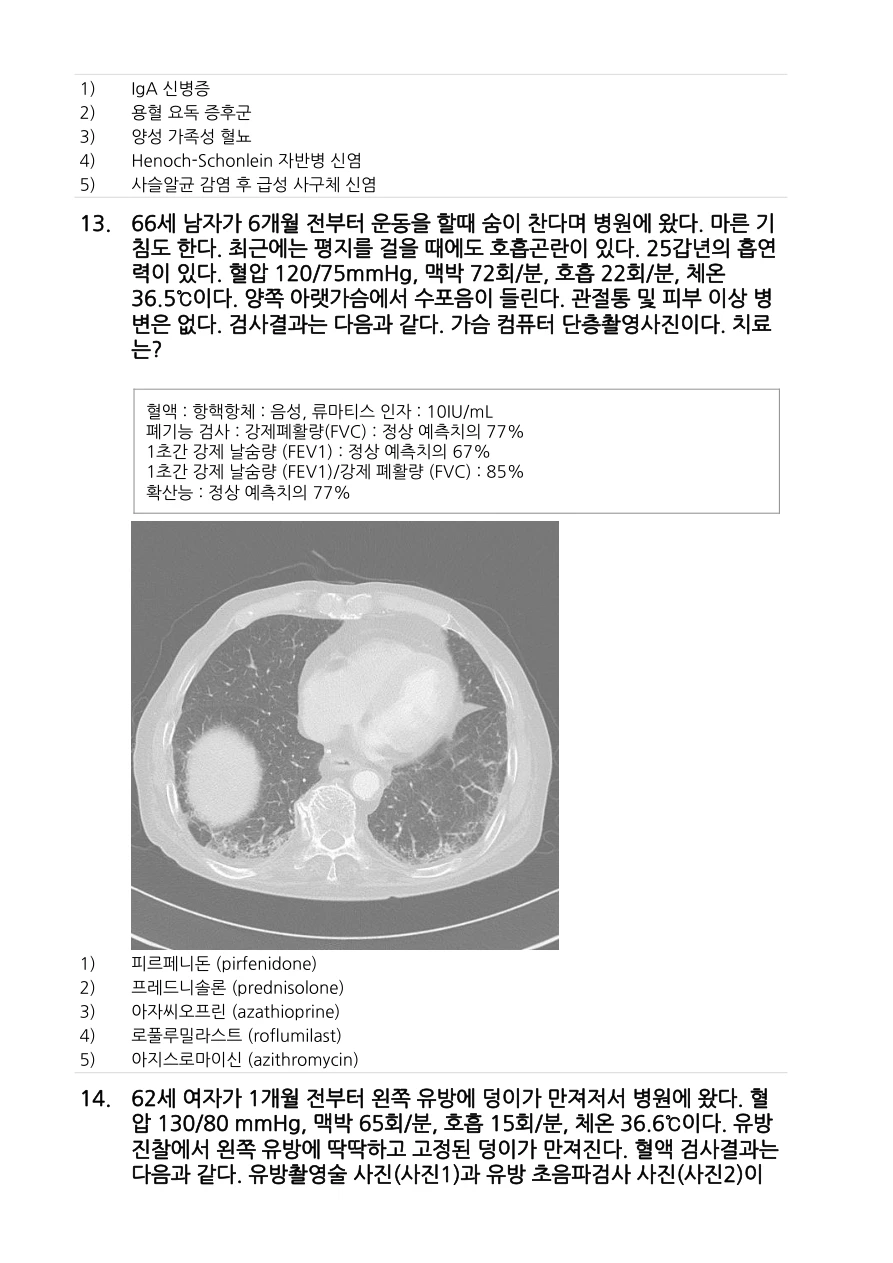 1) IgA 신병증
2) 용혈 요독 증후군
3) 양성 가족성 혈뇨
4) Henoch-Schonlein 자반병 신염
5) 사슬알균 감염 후 급성 사구체 신염
13. 66세 남자가 6개월 전부터 운동을 할때 숨이 찬다며 병원에 왔다. 마른 기
침도 한다. 최근에는 평지를 걸을 때에도 호흡곤란이 있다. 25갑년의 흡연
력이 있다. 혈압 120/75mmHg, 맥박 72회/분, 호흡 22회/분, 체온
36.5℃이다. 양쪽 아랫가슴에서 수포음이 들린다. 관절통 및 피부 이상 병
변은 없다. 검사결과는 다음과 같다. 가슴 컴퓨터 단층촬영사진이다. 치료
는?
혈액 : 항핵항체 : 음성, 류마티스 인자 : 10IU/mL
폐기능 검사 : 강제폐활량(FVC) : 정상 예측치의 77%
1초간 강제 날숨량 (FEV1) : 정상 예측치의 67%
1초간 강제 날숨량 (FEV1)/강제 폐활량 (FVC) : 85%
확산능 : 정상 예측치의 77%
1) 피르페니돈 (pirfenidone)
2) 프레드니솔론 (prednisolone)
3) 아자씨오프린 (azathioprine)
4) 로풀루밀라스트 (roflumilast)
5) 아지스로마이신 (azithromycin)
14. 62세 여자가 1개월 전부터 왼쪽 유방에 덩이가 만져저서 병원에 왔다. 혈
압 130/80 mmHg, 맥박 65회/분, 호흡 15회/분, 체온 36.6℃이다. 유방
진찰에서 왼쪽 유방에 딱딱하고 고정된 덩이가 만져진다. 혈액 검사결과는
다음과 같다. 유방촬영술 사진(사진1)과 유방 초음파검사 사진(사진2)이